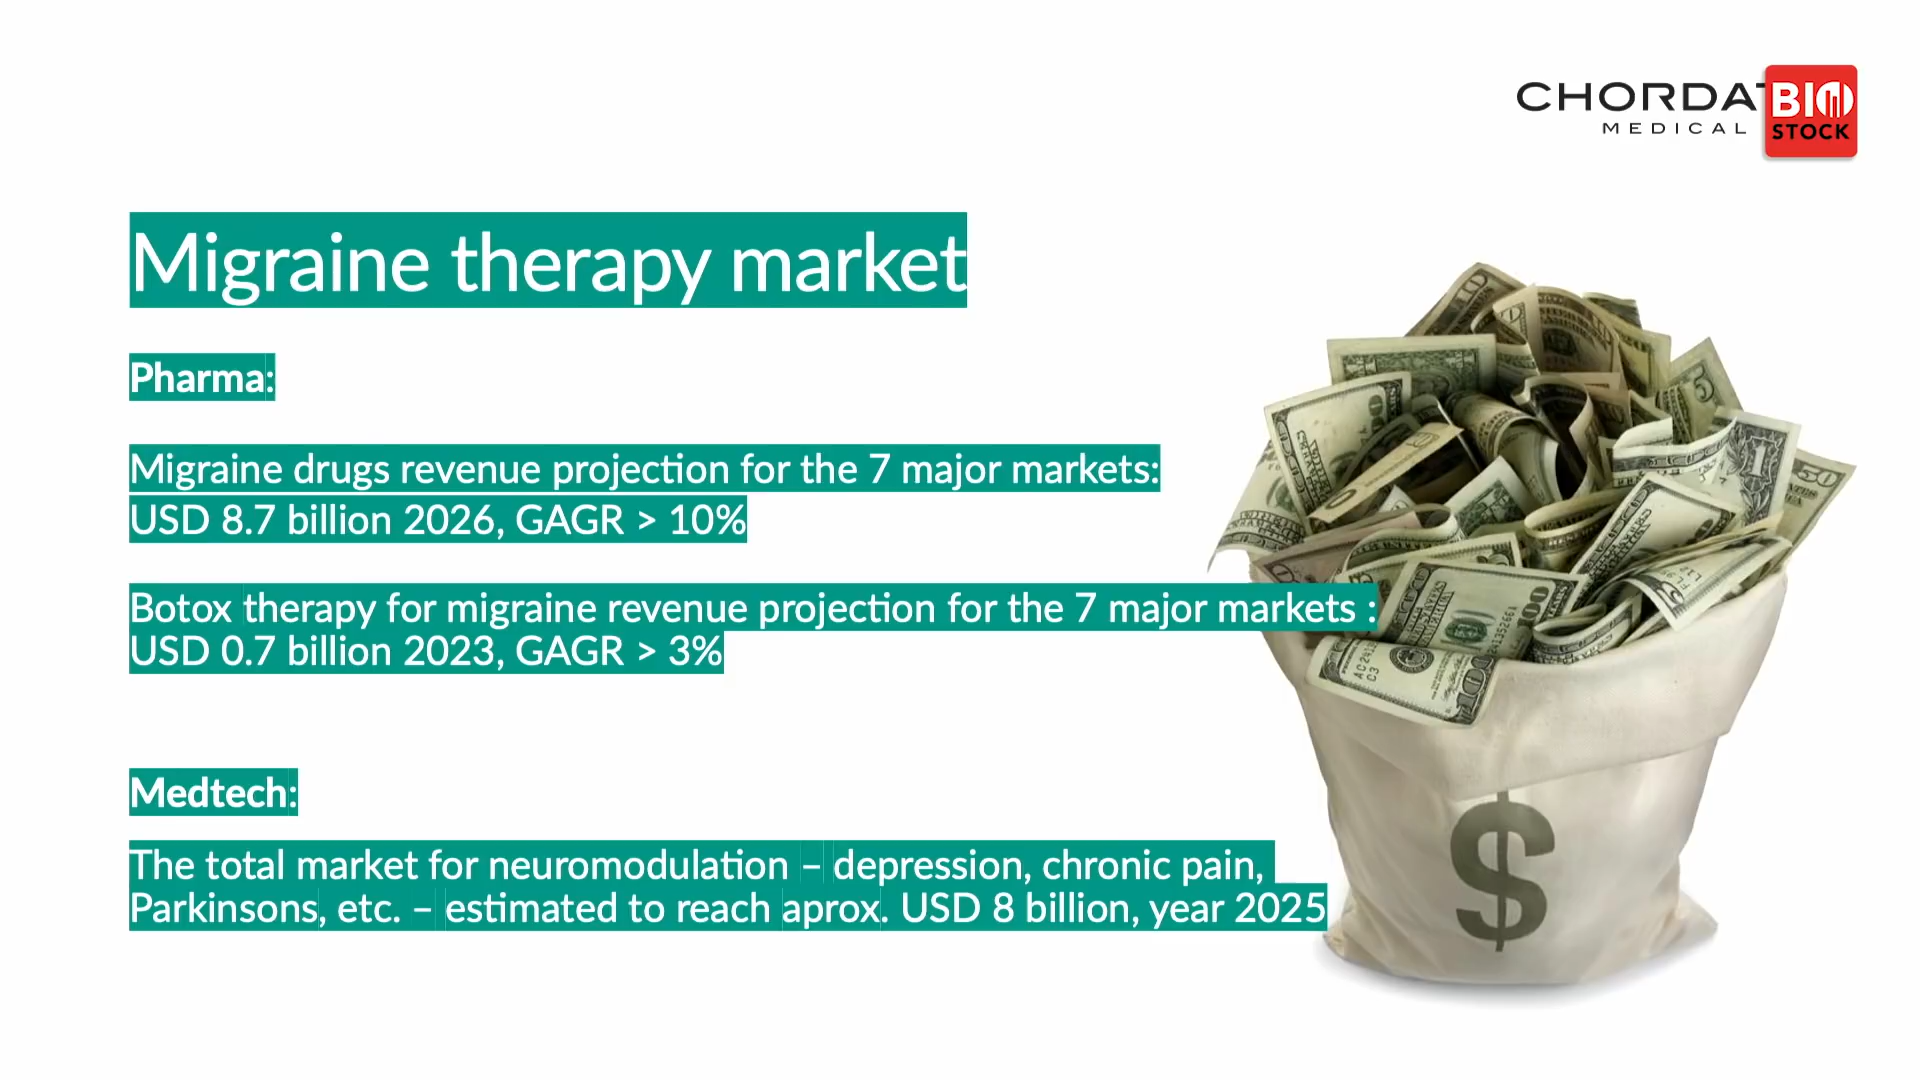 CHORDA
MEDICAL
BIO
STOCK
Migraine therapy market
Pharma:
Migraine drugs revenue projection for the 7 major markets:
USD 8.7 billion 2026, GAGR > 10%
Botox therapy for migraine revenue projection for the 7 major markets :
USD 0.7 billion 2023, GAGR > 3%
Medtech:
The total market for neuromodulation – depression, chronic pain,
Parkinsons, etc. – estimated to reach aprox. USD 8 billion, year 2025
$